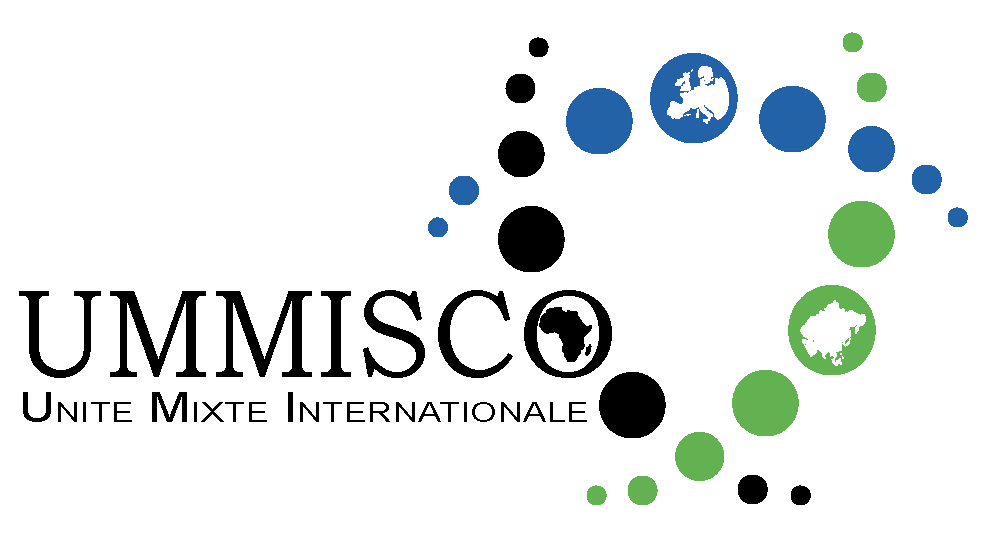 UMMISCO
UNITE MIXTE INTERNATIONALE